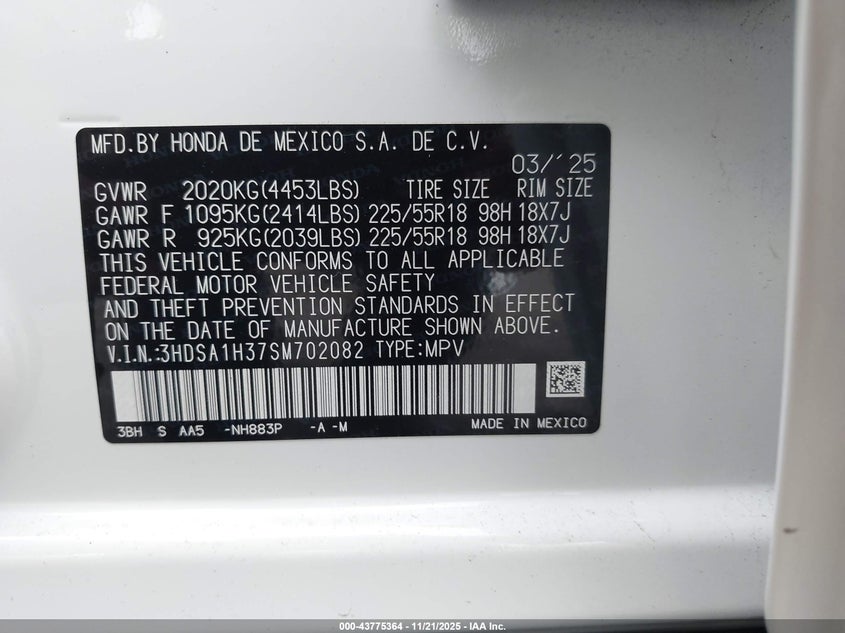 MFD.BY HONDA DE MEXICO S.A. DE C.V.
03/'25
GVWR 2020KG(4453LBS) TIRE SIZE RIM SIZE
GAWR F 1095KG(2414LBS) 225/55R18 98H 18X7J
GAWR R 925KG(2039LBS) 225/55R18 98H 18X7J
THIS VEHICLE CONFORMS TO ALL APPLICABLE
FEDERAL MOTOR VEHICLE SAFETY
AND THEFT PREVENTION STANDARDS IN EFFECT
ON THE DATE OF MANUFACTURE SHOWN ABOVE.
V.I.N.:3HDSA1H37SM702082 TYPE:MPV
3BH S AA5 -NH883P -A -M MADE IN MEXICO
000-43775364 - 11/21/2025 - IAA Inc.